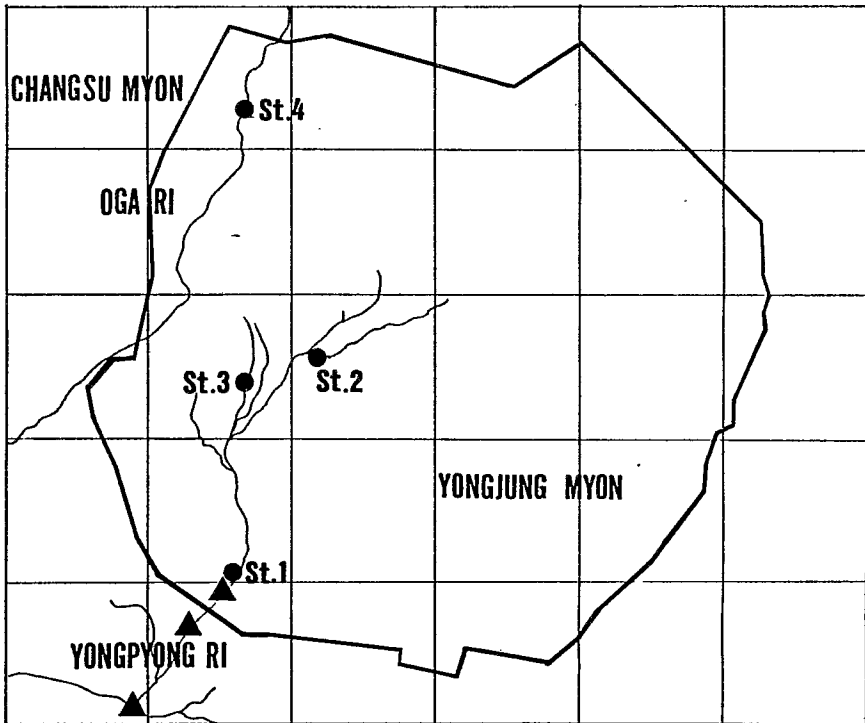 CHANGSU MYON
St.4
OGA RI
St.3
St.2
YONGJUNG MYON
St.1
YONGPYONG RI